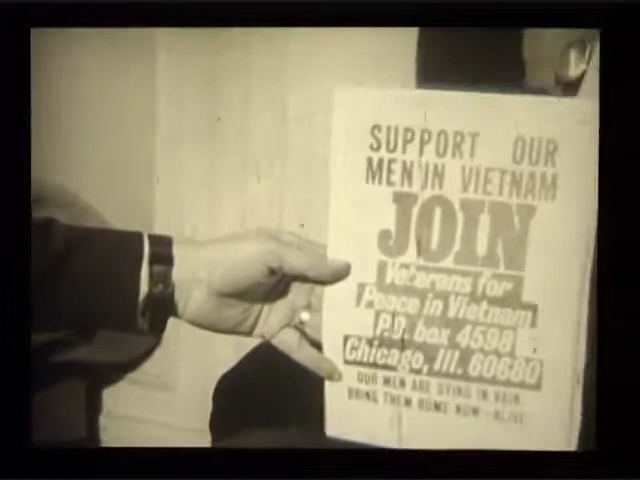 SUPPORT OUR
MEN IN VIETNAM
JOIN
Veterans for
Peace in Vietnam
P.O. box 4598
Chicago, Ill. 60680
OUR MEN ARE DYING IN VAIN.
BRING THEM HOME NOW—ALIVE.